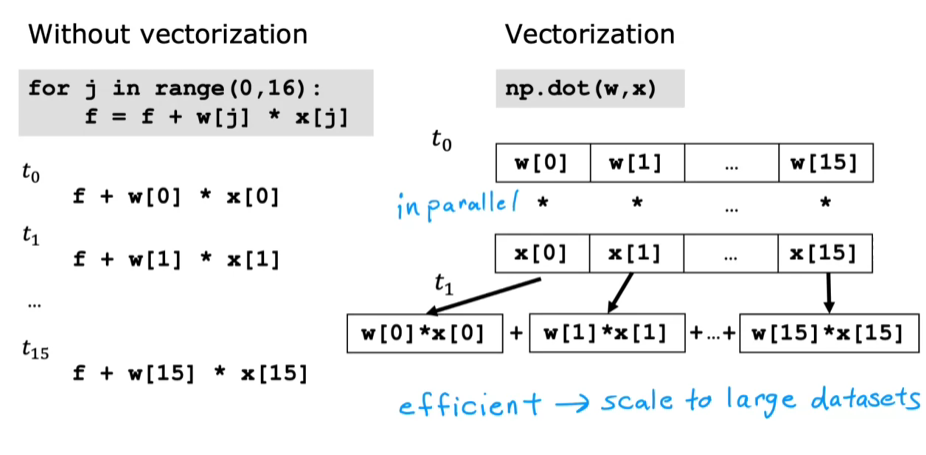 Without vectorization
for j in range(0,16):
f = f + w[j] * x[j]
t₀
f + w[0] * x[0]
t₁
f + w[1] * x[1]
...
t₁₅
f + w[15] * x[15]
Vectorization
np.dot(w,x)
t₀
w[0] w[1] ... w[15]
in parallel * * ... *
x[0] x[1] ... x[15]
t₁
w[0]*x[0] + w[1]*x[1] +...+ w[15]*x[15]
efficient → scale to large datasets